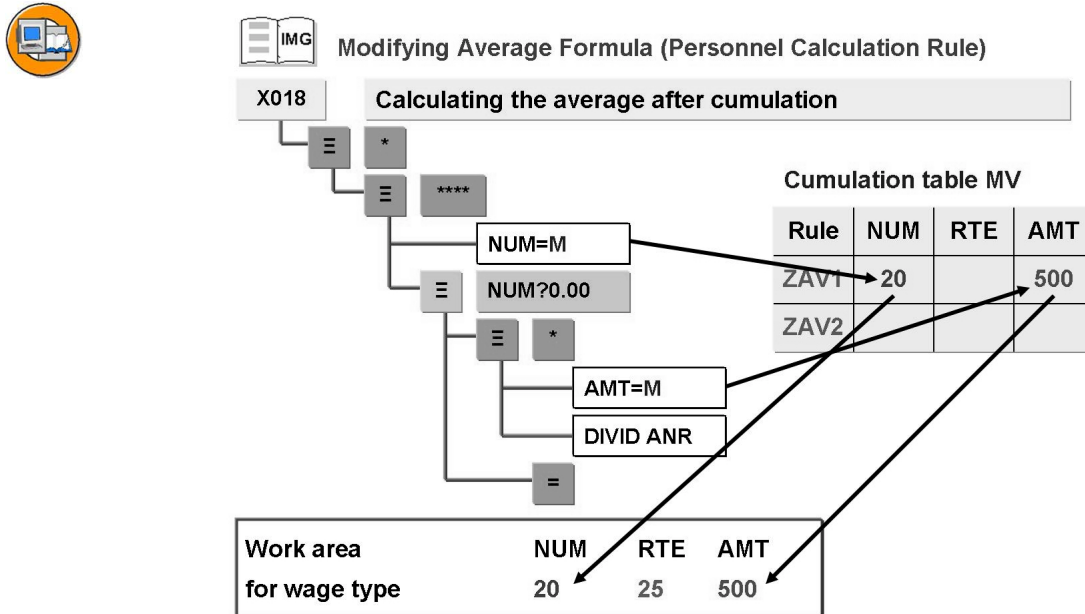 IMG
Modifying Average Formula (Personnel Calculation Rule)
X018
Calculating the average after cumulation
Ξ *
Ξ ****
Cumulation table MV
Rule NUM RTE AMT
NUM=M
ZAV1 20 500
Ξ NUM?0.00
ZAV2
Ξ *
AMT=M
DIVID ANR
=
Work area NUM RTE AMT
for wage type 20 25 500